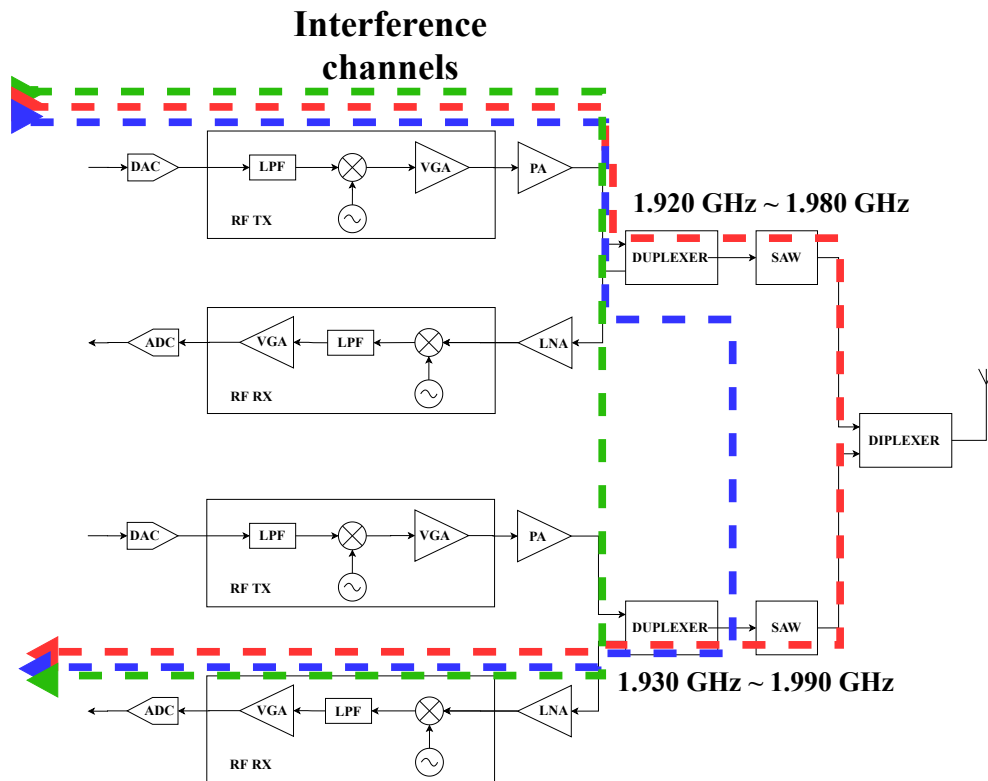 Interference
channels
DAC
LPF
VGA
PA
RF TX
1.920 GHz ~ 1.980 GHz
DUPLEXER
SAW
ADC
VGA
LPF
LNA
RF RX
DIPLEXER
DAC
LPF
VGA
PA
RF TX
DUPLEXER
SAW
1.930 GHz ~ 1.990 GHz
ADC
VGA
LPF
LNA
RF RX